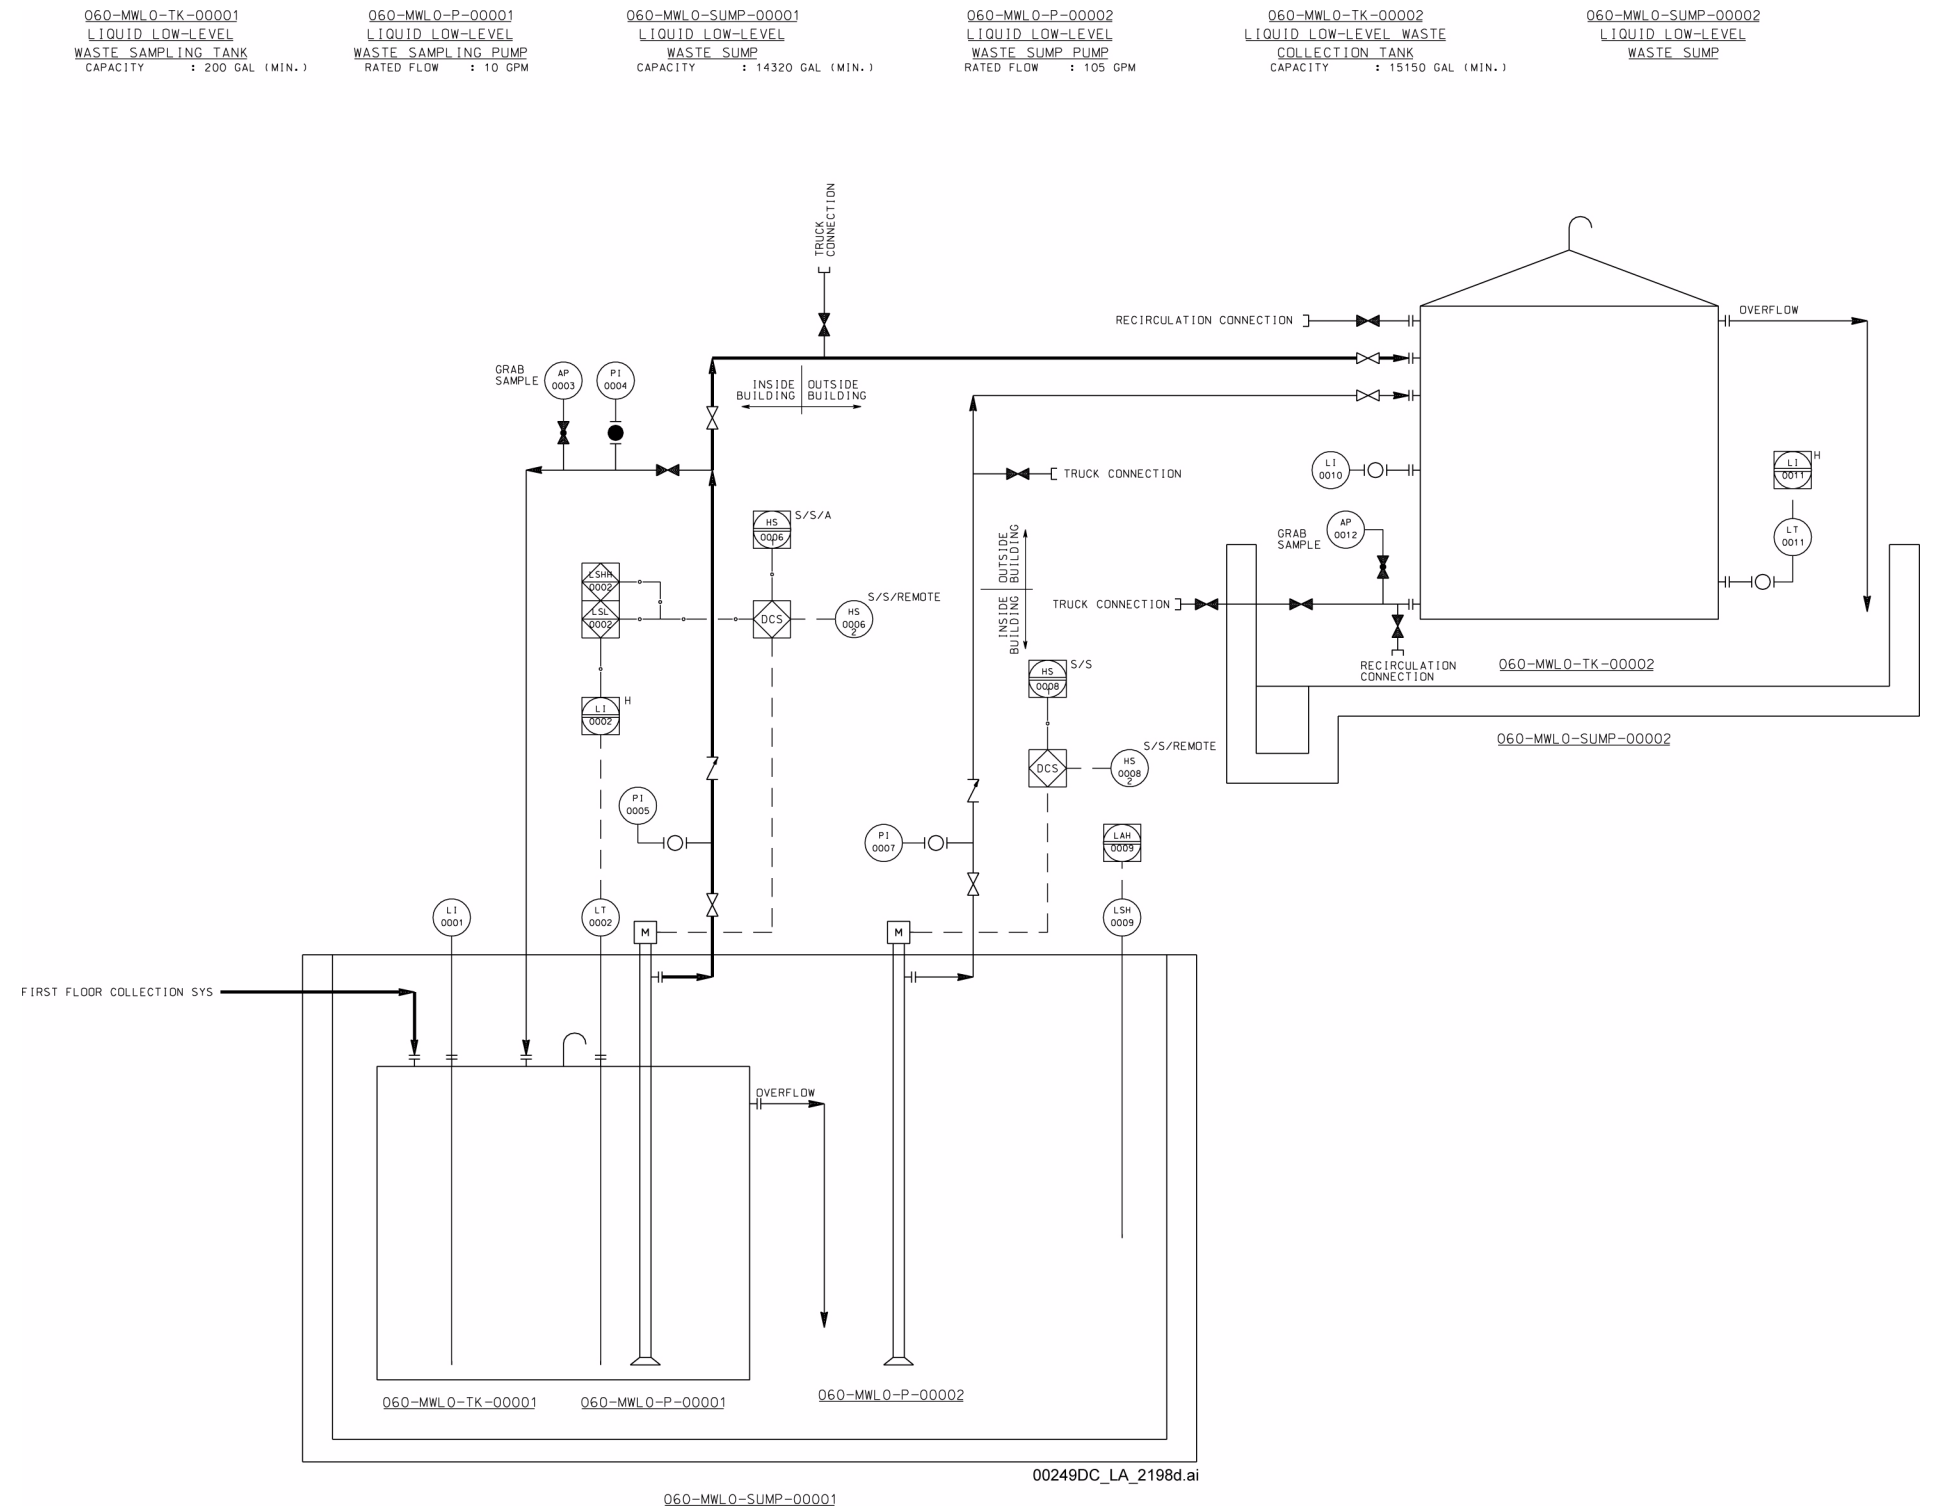 060-MWL0-TK-00001
LIQUID LOW-LEVEL
WASTE SAMPLING TANK
CAPACITY : 200 GAL (MIN.)
060-MWL0-P-00001
LIQUID LOW-LEVEL
WASTE SAMPLING PUMP
RATED FLOW : 10 GPM
060-MWL0-SUMP-00001
LIQUID LOW-LEVEL
WASTE SUMP
CAPACITY : 14320 GAL (MIN.)
060-MWL0-P-00002
LIQUID LOW-LEVEL
WASTE SUMP PUMP
RATED FLOW : 105 GPM
060-MWL0-TK-00002
LIQUID LOW-LEVEL WASTE
COLLECTION TANK
CAPACITY : 15150 GAL (MIN.)
060-MWL0-SUMP-00002
LIQUID LOW-LEVEL
WASTE SUMP
TRUCK
CONNECTION
RECIRCULATION CONNECTION
OVERFLOW
GRAB
SAMPLE
AP
0003
PI
0004
INSIDE
BUILDING
OUTSIDE
BUILDING
TRUCK CONNECTION
LI
0010
LI
0011
H
LT
0011
GRAB
SAMPLE
AP
0012
TRUCK CONNECTION
RECIRCULATION
CONNECTION
060-MWL0-TK-00002
060-MWL0-SUMP-00002
HS
0006
S/S/A
LSHH
0002
LSL
0002
DCS
HS
0006
2
S/S/REMOTE
OUTSIDE
BUILDING
INSIDE
BUILDING
LI
0002
H
HS
0008
S/S
DCS
HS
0008
2
S/S/REMOTE
PI
0005
PI
0007
LAH
0009
LI
0001
LT
0002
M
M
LSH
0009
FIRST FLOOR COLLECTION SYS
OVERFLOW
060-MWL0-TK-00001
060-MWL0-P-00001
060-MWL0-P-00002
00249DC_LA_2198d.ai
060-MWL0-SUMP-00001